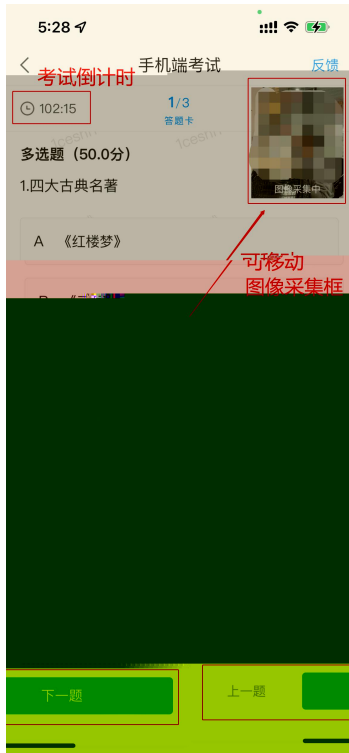 5:28
手机端考试
反馈
考试倒计时
102:15
1/3
答题卡
1ceshi
1ceshi
多选题（50.0分）
1.四大古典名著
图像采集中
A 《红楼梦》
可移动
图像采集框
下一题
上一题